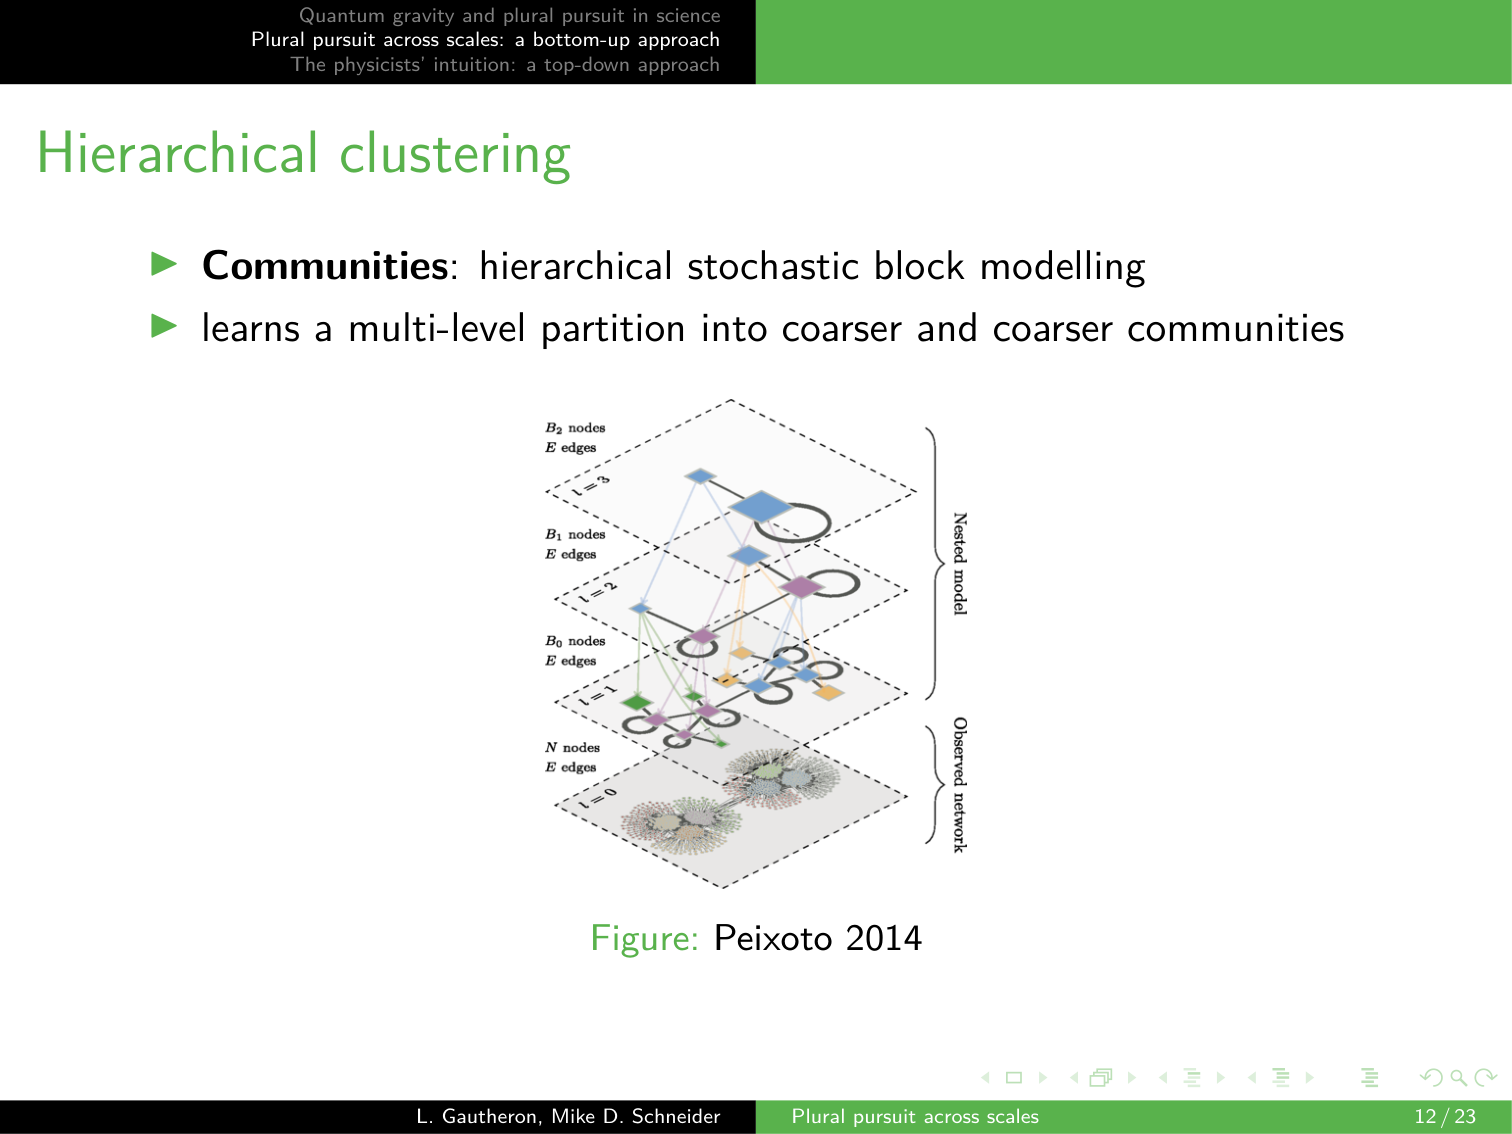 Quantum gravity and plural pursuit in science
Plural pursuit across scales: a bottom-up approach
The physicists' intuition: a top-down approach
Hierarchical clustering
Communities: hierarchical stochastic block modelling
learns a multi-level partition into coarser and coarser communities
B₂ nodes
E edges
l = 3
B₁ nodes
E edges
l = 2
B₀ nodes
E edges
l = 1
N nodes
E edges
l = 0
Nested model
Observed network
Figure: Peixoto 2014
L. Gautheron, Mike D. Schneider
Plural pursuit across scales
12 / 23